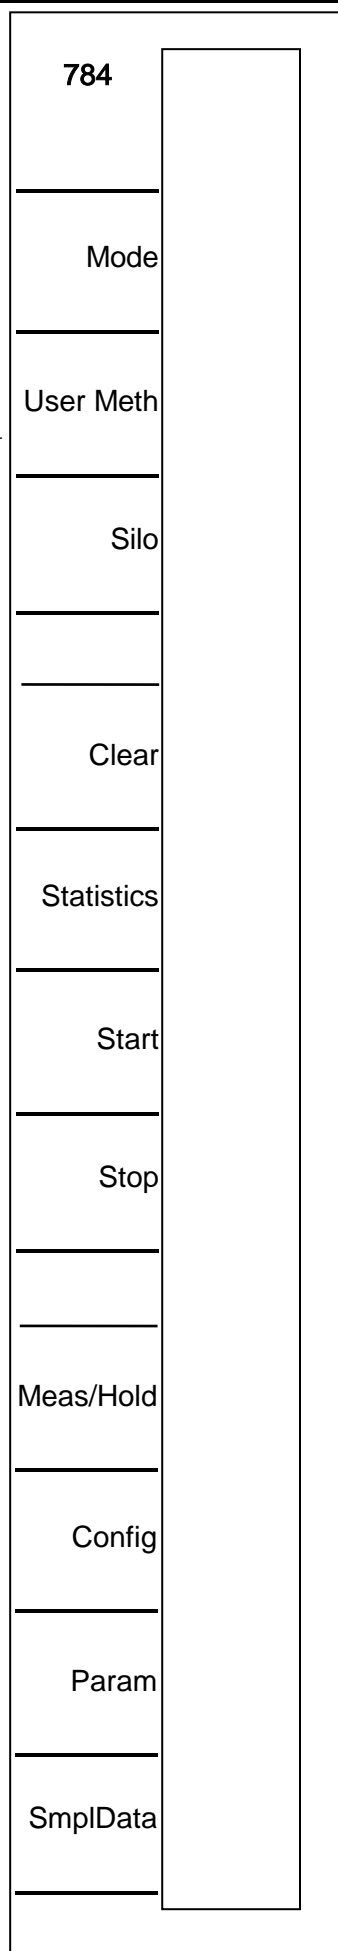 784
Mode
User Meth
Silo
Clear
Statistics
Start
Stop
Meas/Hold
Config
Param
SmplData